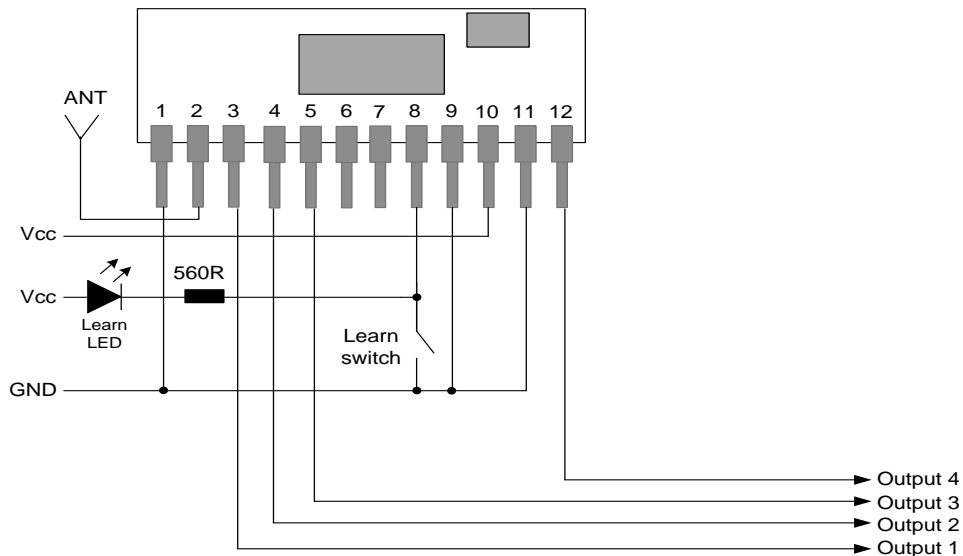 ANT
1 2 3 4 5 6 7 8 9 10 11 12
Vcc
560R
Vcc
Learn
LED
Learn
switch
GND
Output 4
Output 3
Output 2
Output 1